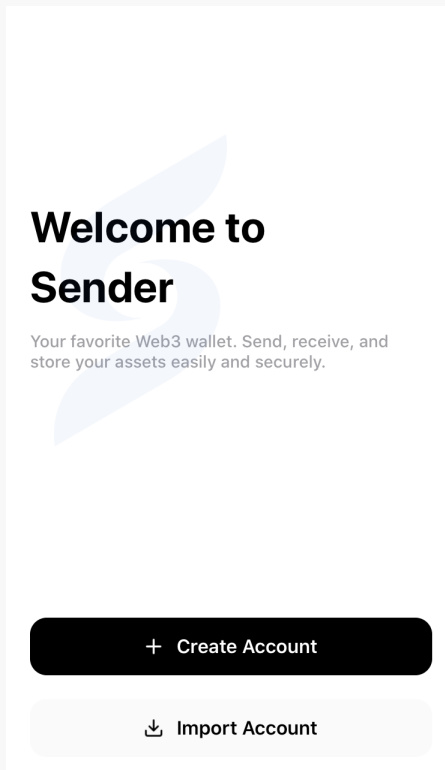 Welcome to
Sender
Your favorite Web3 wallet. Send, receive, and
store your assets easily and securely.
Create Account
Import Account